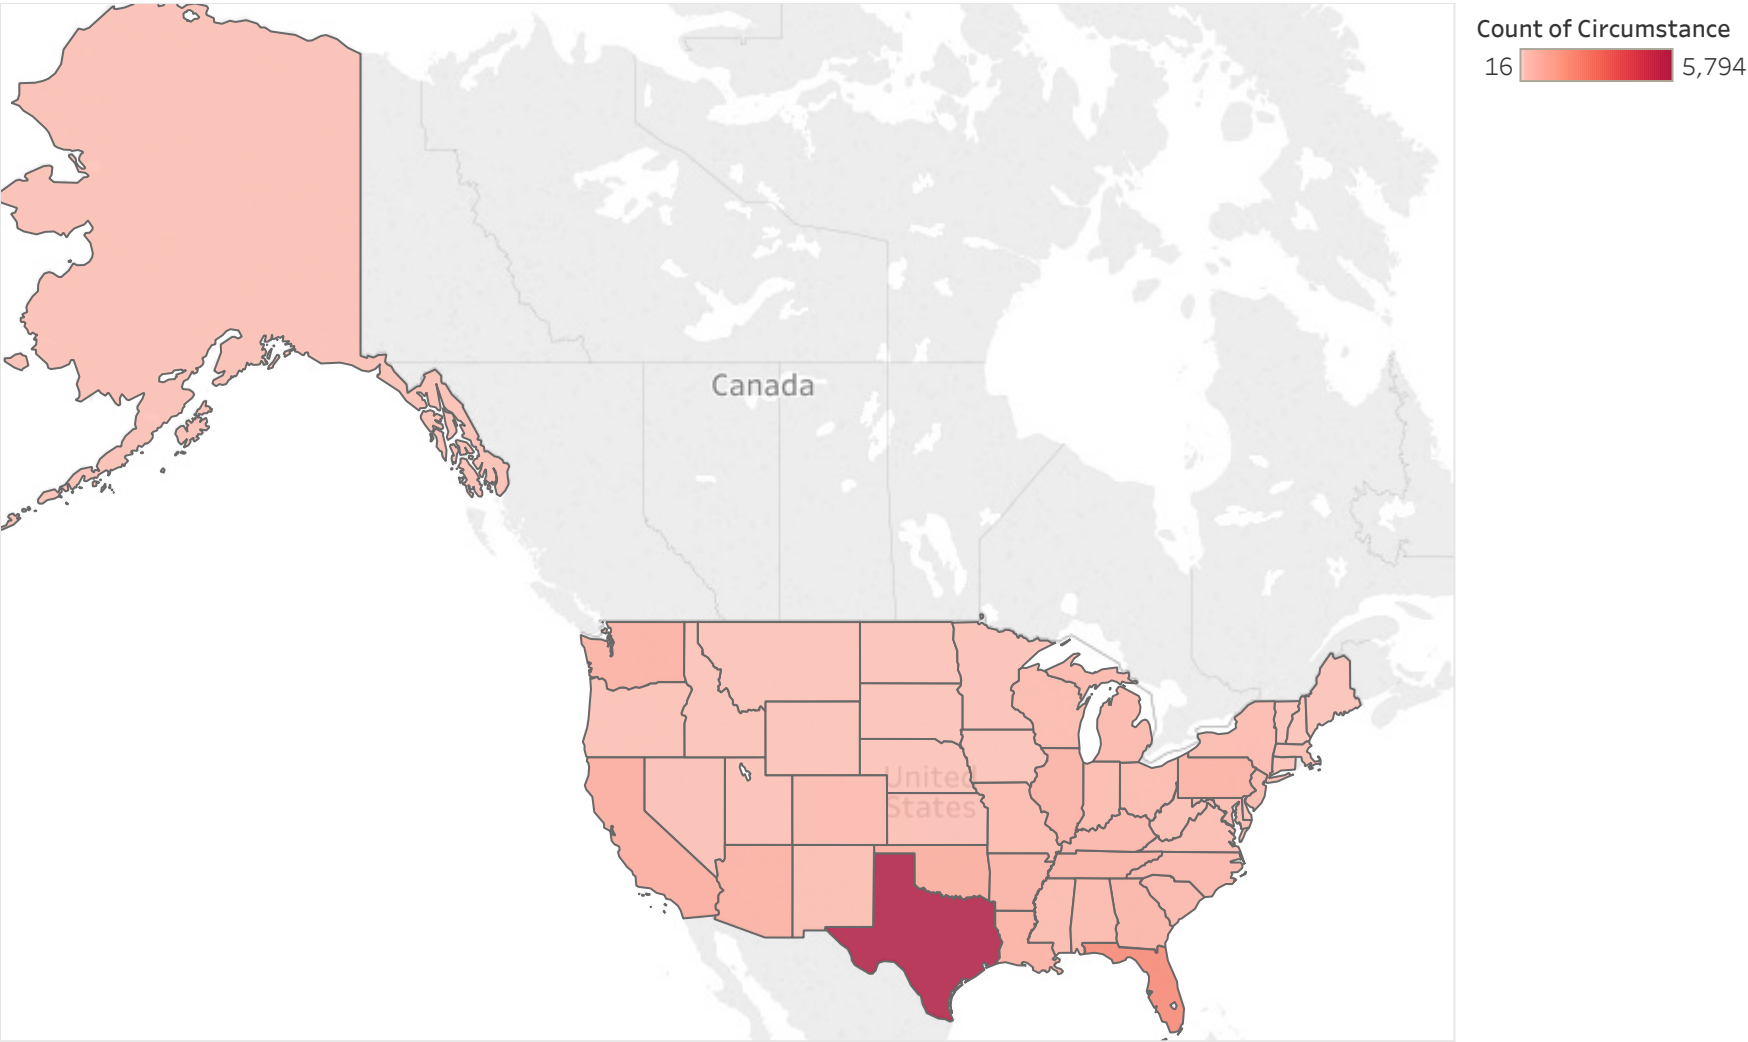 Count of Circumstance
16
5,794
Canada
United
States